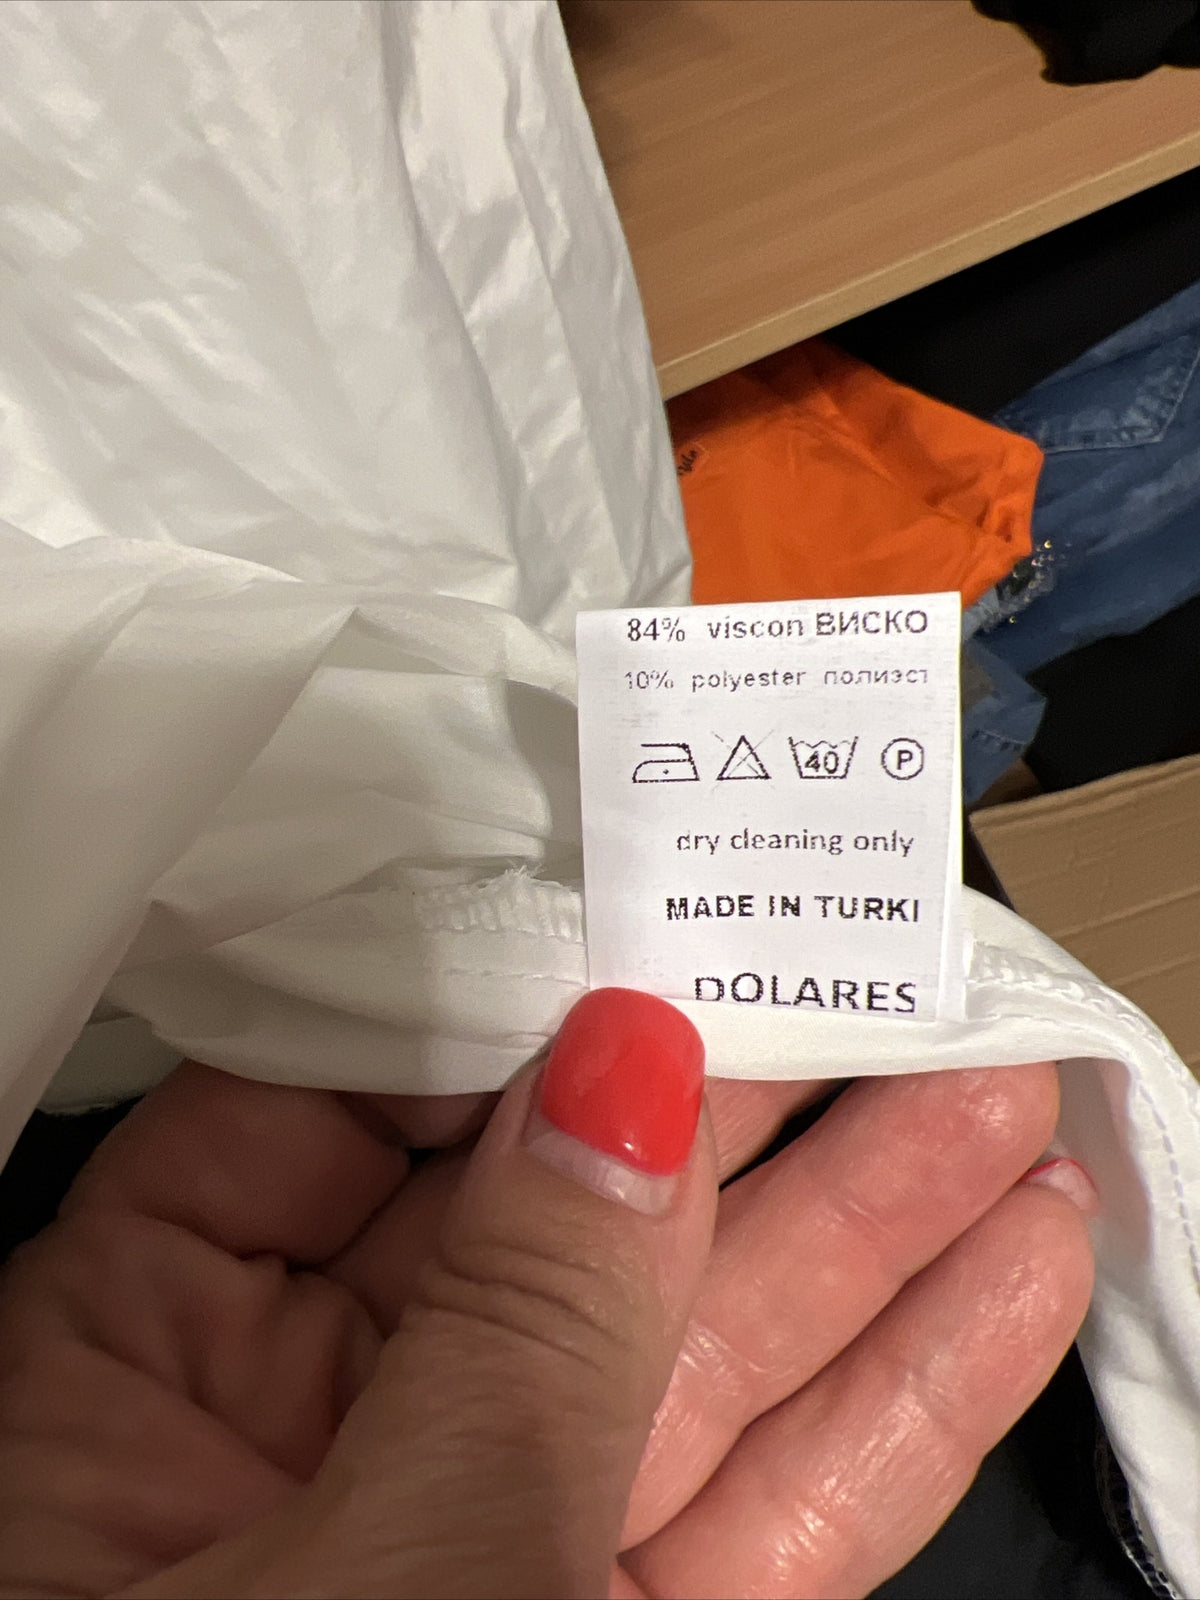 84% viscon ВИСКО
10% polyester полиэст
40 P
dry cleaning only
MADE IN TURKI
DOLARES